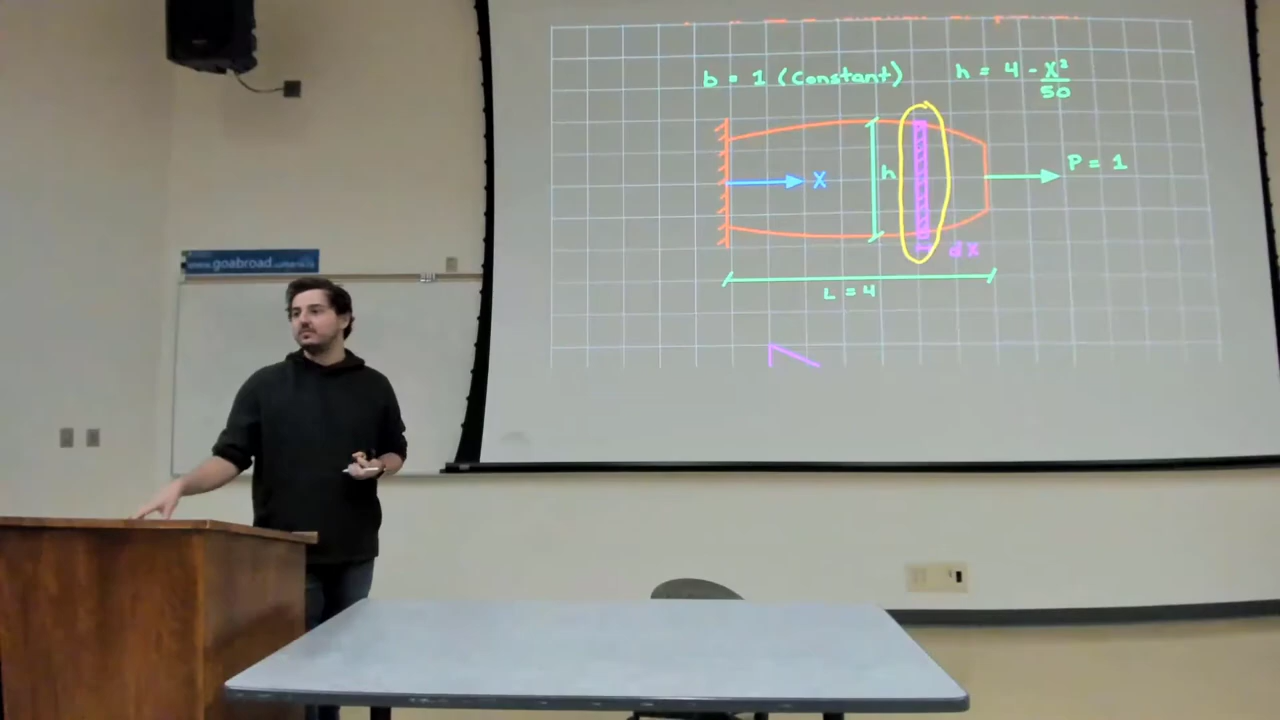 b = 1 (Constant) h = 4 - x²/50
h
X
P = 1
dX
L = 4
goabroad